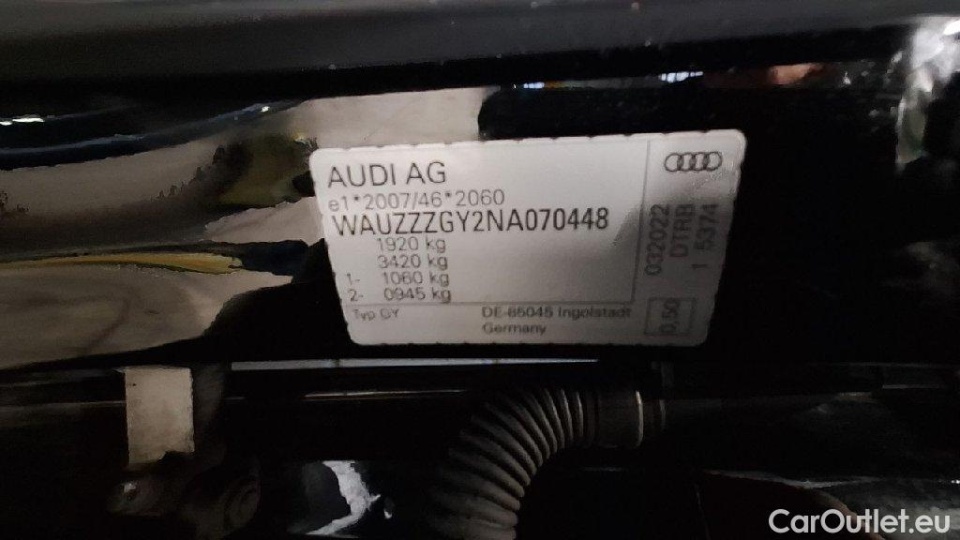 AUDI AG
e1*2007/46*2060
WAUZZZGY2NA070448
1920 kg
3420 kg
1- 1060 kg
2- 0945 kg
Typ GY
DE-85045 Ingolstadt
Germany
032022
DTRB
1 5374
0,50
CarOutlet.eu